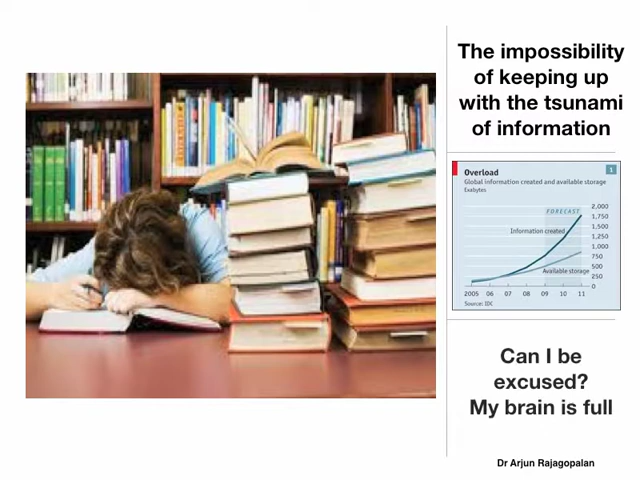 The impossibility
of keeping up
with the tsunami
of information
Overload
1
Global information created and available storage
Exabytes
FORECAST
2,000
1,750
Information created
1,500
1,250
1,000
750
Available storage
500
250
0
2005 06 07 08 09 10 11
Source: IDC
Can I be
excused?
My brain is full
Dr Arjun Rajagopalan